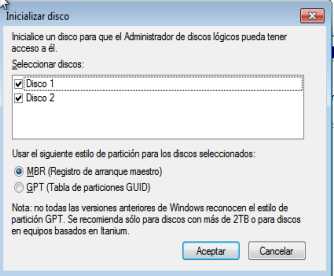 Inicializar disco
Inicialice un disco para que el Administrador de discos lógicos pueda tener
acceso a él.
Seleccionar discos:
Disco 1
Disco 2
Usar el siguiente estilo de partición para los discos seleccionados:
MBR (Registro de arranque maestro)
GPT (Tabla de particiones GUID)
Nota: no todas las versiones anteriores de Windows reconocen el estilo de
partición GPT. Se recomienda sólo para discos con más de 2TB o para discos
en equipos basados en Itanium.
Aceptar Cancelar